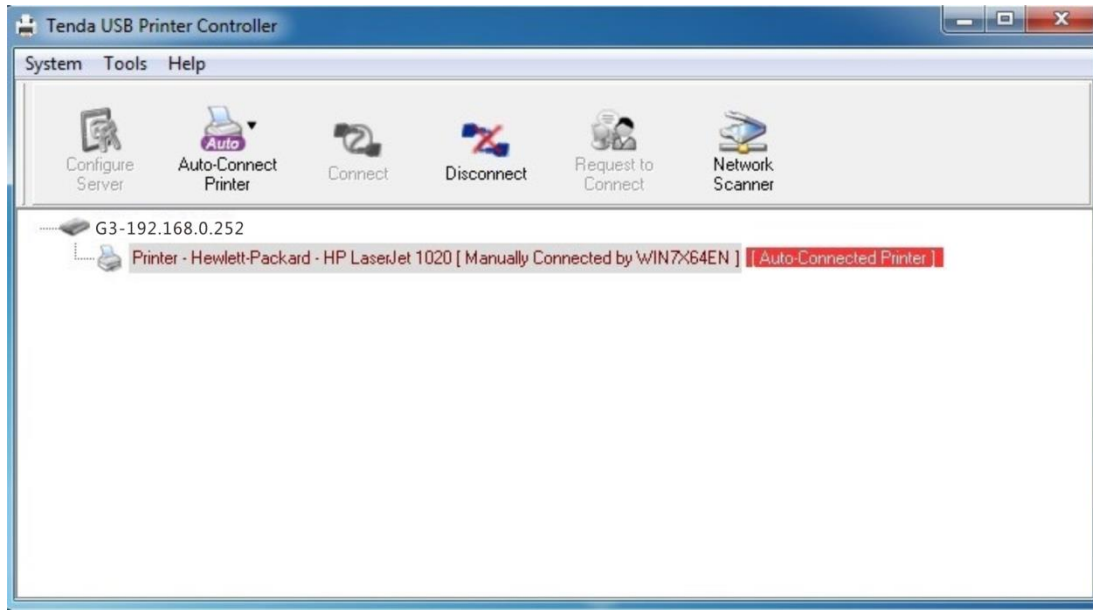 Tenda USB Printer Controller
System Tools Help
Auto
Configure Server
Auto-Connect Printer
Connect
Disconnect
Request to Connect
Network Scanner
G3-192.168.0.252
Printer - Hewlett-Packard - HP LaserJet 1020 [ Manually Connected by WIN7X64EN ] [ Auto-Connected Printer ]